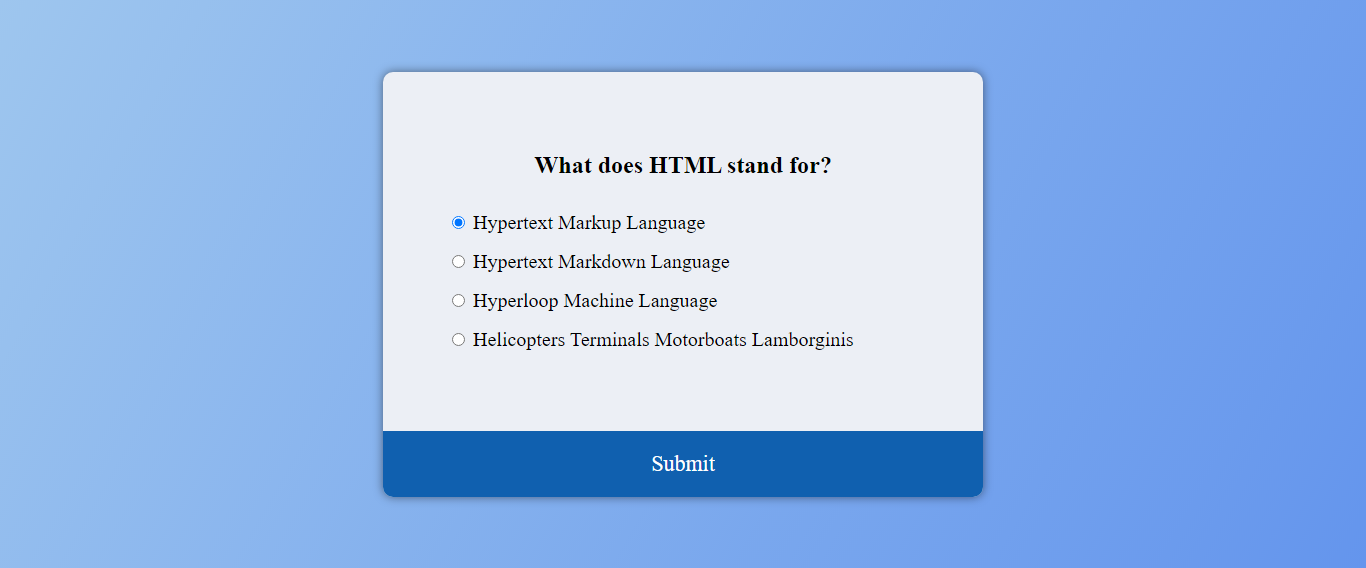 What does HTML stand for?
Hypertext Markup Language
Hypertext Markdown Language
Hyperloop Machine Language
Helicopters Terminals Motorboats Lamborginis
Submit